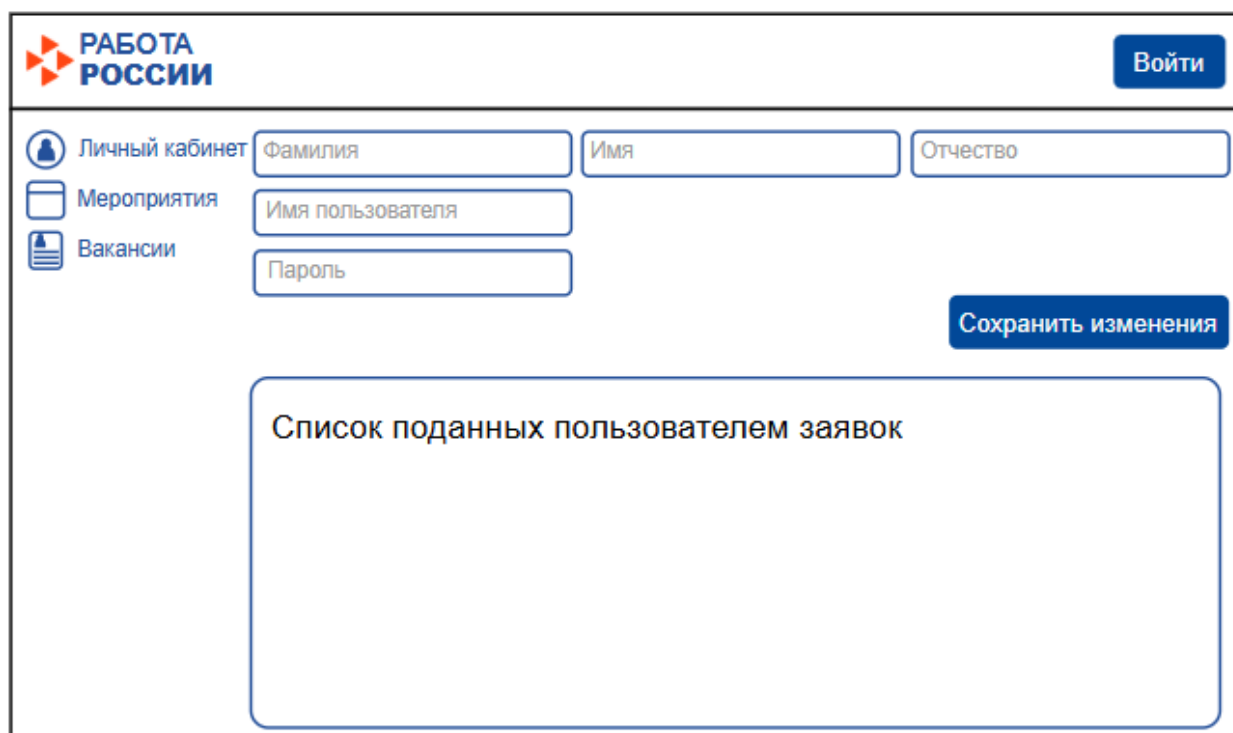 РАБОТА
РОССИИ
Войти
Личный кабинет
Фамилия
Имя
Отчество
Мероприятия
Имя пользователя
Вакансии
Пароль
Сохранить изменения
Список поданных пользователем заявок